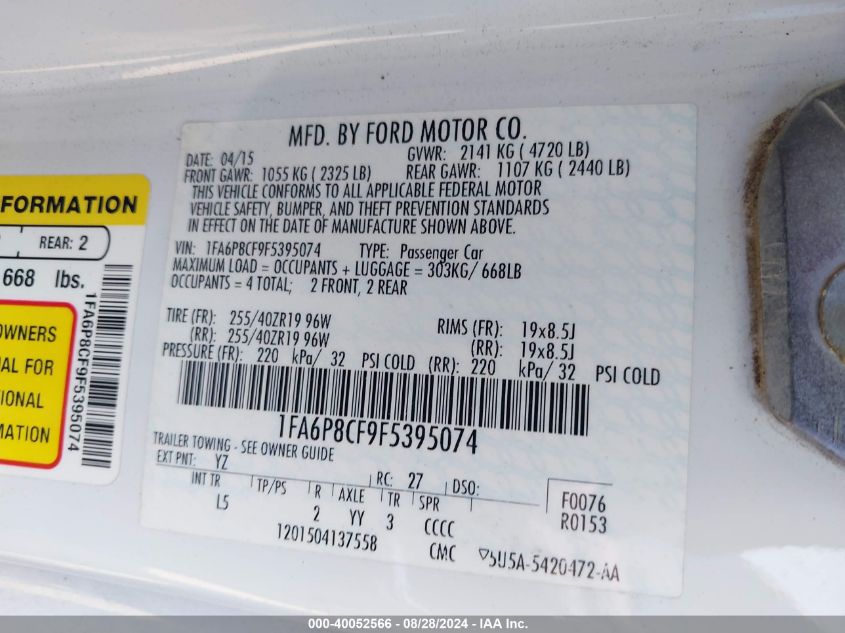 MFD. BY FORD MOTOR CO.
DATE: 04/15
GVWR: 2141 KG ( 4720 LB)
FRONT GAWR: 1055 KG ( 2325 LB)
REAR GAWR: 1107 KG ( 2440 LB)
THIS VEHICLE CONFORMS TO ALL APPLICABLE FEDERAL MOTOR
VEHICLE SAFETY, BUMPER, AND THEFT PREVENTION STANDARDS
IN EFFECT ON THE DATE OF MANUFACTURE SHOWN ABOVE.
VIN: 1FA6P8CF9F5395074 TYPE: Passenger Car
MAXIMUM LOAD = OCCUPANTS + LUGGAGE = 303KG/ 668LB
OCCUPANTS = 4 TOTAL; 2 FRONT, 2 REAR
TIRE (FR): 255/40ZR19 96W RIMS (FR): 19x8.5J
(RR): 255/40ZR19 96W (RR): 19x8.5J
PRESSURE (FR): 220 kPa/ 32 PSI COLD (RR): 220 kPa/ 32 PSI COLD
1FA6P8CF9F5395074
TRAILER TOWING - SEE OWNER GUIDE
EXT PNT: YZ RC: 27 DSO:
INT TR TP/PS R AXLE TR SPR
L5 2 YY 3 CCCC
F0076
R0153
1201504137558 CMC 5U5A-5420472-AA
FORMATION
REAR: 2
668 lbs.
OWNERS
UAL FOR
TIONAL
MATION
1FA6P8CF9F5395074
000-40052566 / 08/28/2024 - IAA Inc.